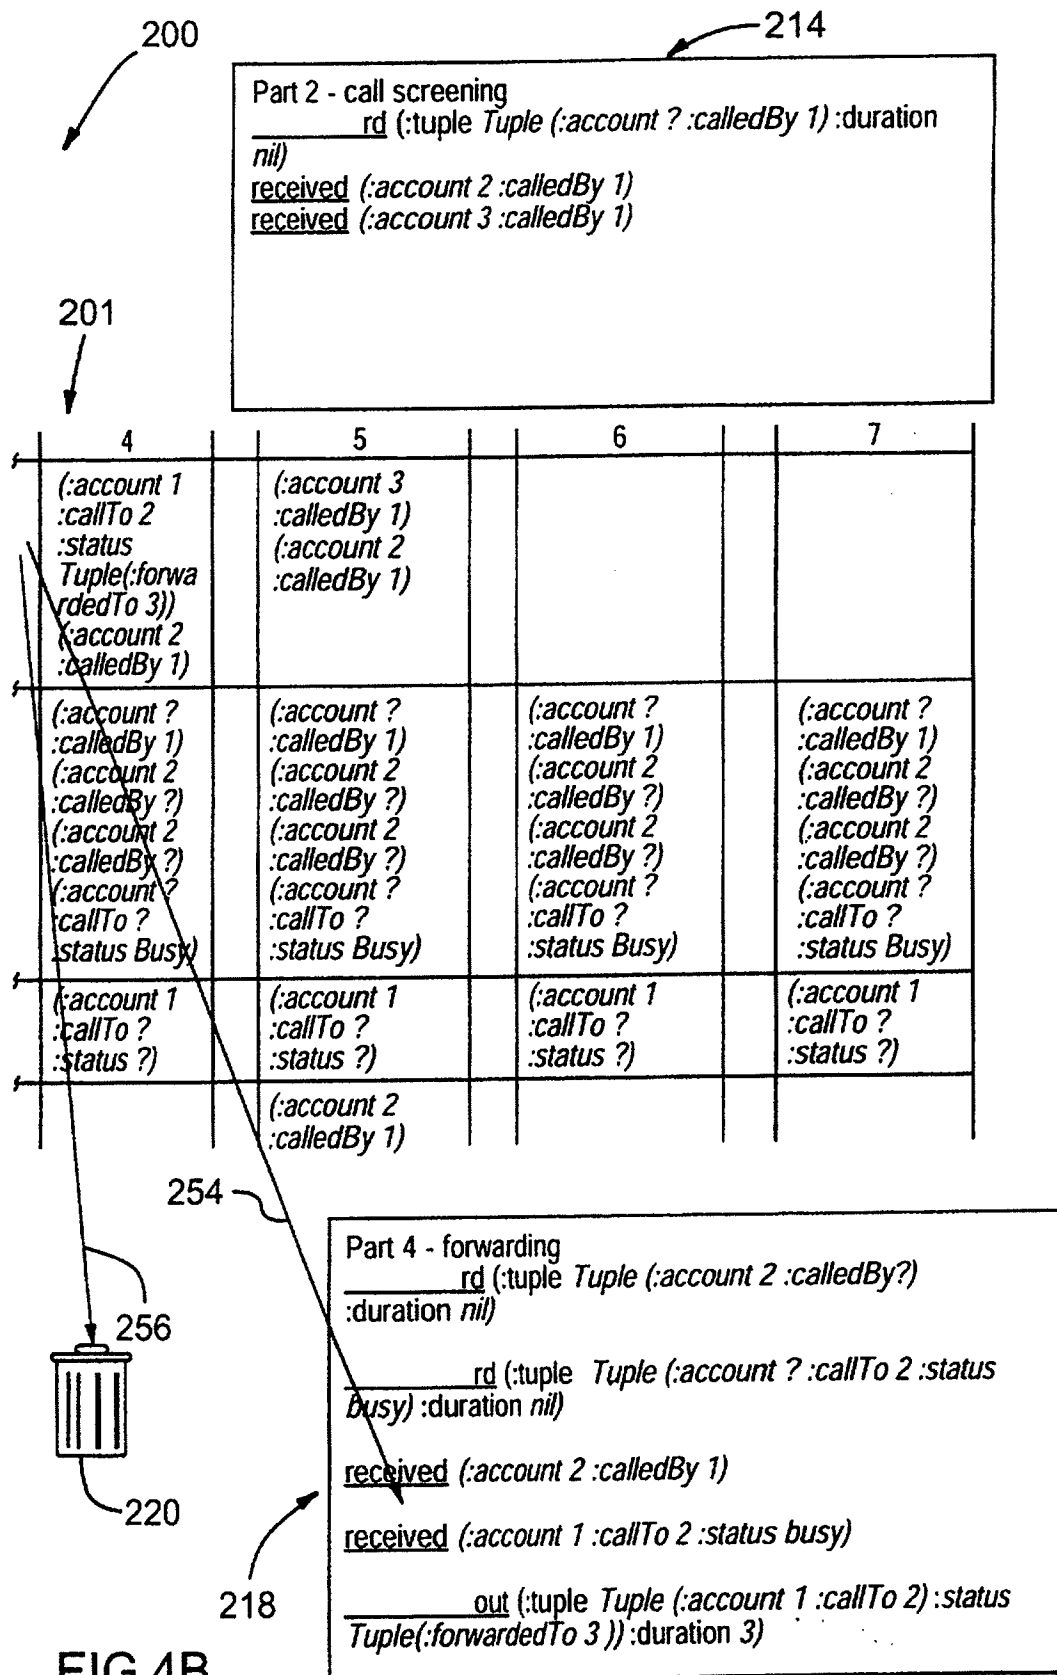 200
214
Part 2 - call screening
rd (:tuple Tuple (:account ? :calledBy 1) :duration
nil)
received (:account 2 :calledBy 1)
received (:account 3 :calledBy 1)
201
4 5 6 7
(:account 1
:callTo 2
:status
Tuple(:forwa
rdedTo 3))
(:account 2
:calledBy 1)
(:account 3
:calledBy 1)
(:account 2
:calledBy 1)
(:account ?
:calledBy 1)
(:account 2
:calledBy ?)
(:account 2
:calledBy ?)
(:account ?
:callTo ?
:status Busy)
(:account ?
:calledBy 1)
(:account 2
:calledBy ?)
(:account 2
:calledBy ?)
(:account ?
:callTo ?
:status Busy)
(:account ?
:calledBy 1)
(:account 2
:calledBy ?)
(:account 2
:calledBy ?)
(:account ?
:callTo ?
:status Busy)
(:account ?
:calledBy 1)
(:account 2
:calledBy ?)
(:account 2
:calledBy ?)
(:account ?
:callTo ?
:status Busy)
(:account 1
:callTo ?
:status ?)
(:account 1
:callTo ?
:status ?)
(:account 1
:callTo ?
:status ?)
(:account 1
:callTo ?
:status ?)
(:account 2
:calledBy 1)
254
256
220
218
Part 4 - forwarding
rd (:tuple Tuple (:account 2 :calledBy?)
:duration nil)
rd (:tuple Tuple (:account ? :callTo 2 :status
busy) :duration nil)
received (:account 2 :calledBy 1)
received (:account 1 :callTo 2 :status busy)
out (:tuple Tuple (:account 1 :callTo 2) :status
Tuple(:forwardedTo 3 )) :duration 3)
FIG 4B